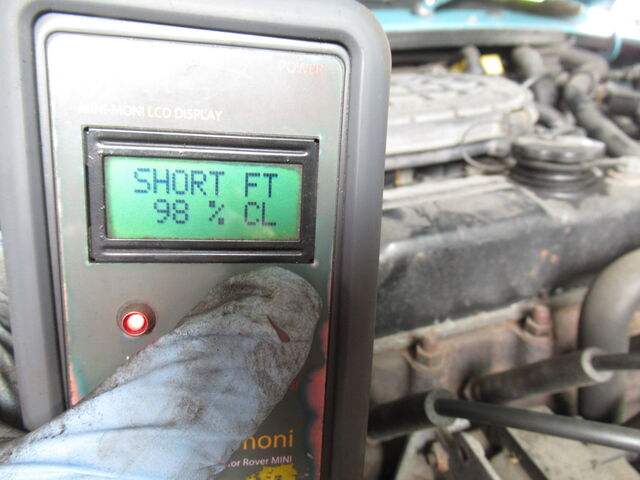 POWER
MINI-MONI LCD DISPLAY
SHORT FT
98 % CL
moni
for Rover MINI